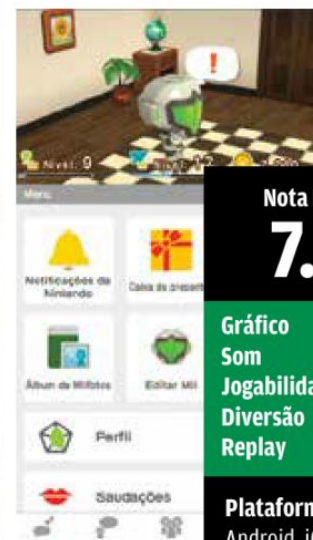 !
Nível: 9
Menu
Notificações da
Nintendo
Caixa de presentes
Álbum de Miifotos
Editar Mii
Perfil
Saudações
Nota
7.
Gráfico
Som
Jogabilida
Diversão
Replay
Plataform